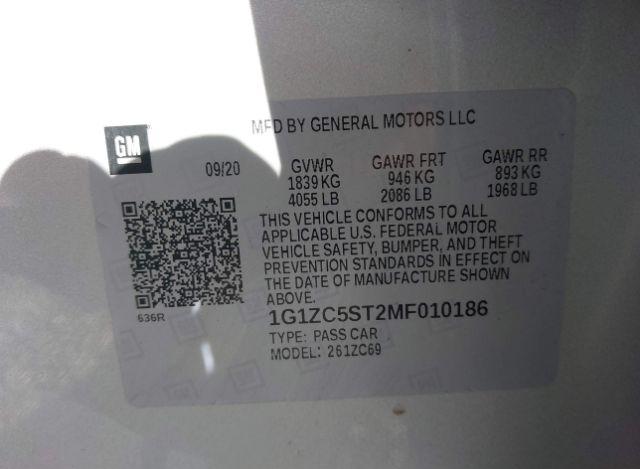 MFD BY GENERAL MOTORS LLC
GM
09/20
GVWR GAWR FRT GAWR RR
1839 KG 946 KG 893 KG
4055 LB 2086 LB 1968 LB
THIS VEHICLE CONFORMS TO ALL
APPLICABLE U.S. FEDERAL MOTOR
VEHICLE SAFETY, BUMPER, AND THEFT
PREVENTION STANDARDS IN EFFECT ON
THE DATE OF MANUFACTURE SHOWN
ABOVE.
636R
1G1ZC5ST2MF010186
TYPE: PASS CAR
MODEL: 261ZC69